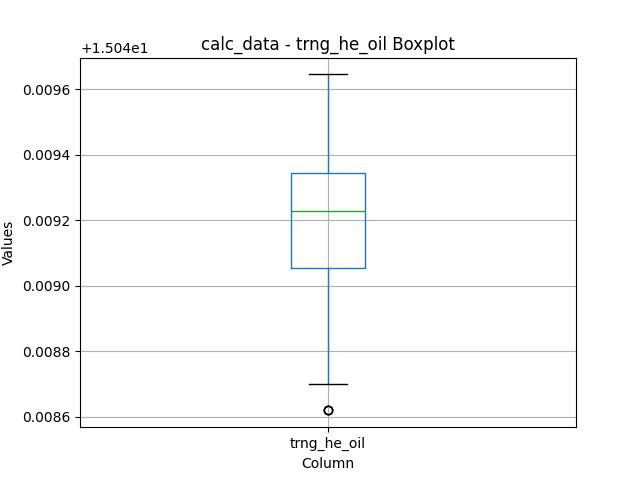 calc_data - trng_he_oil Boxplot
+1.504e1
0.0096
0.0094
0.0092
0.0090
0.0088
0.0086
Values
trng_he_oil
Column